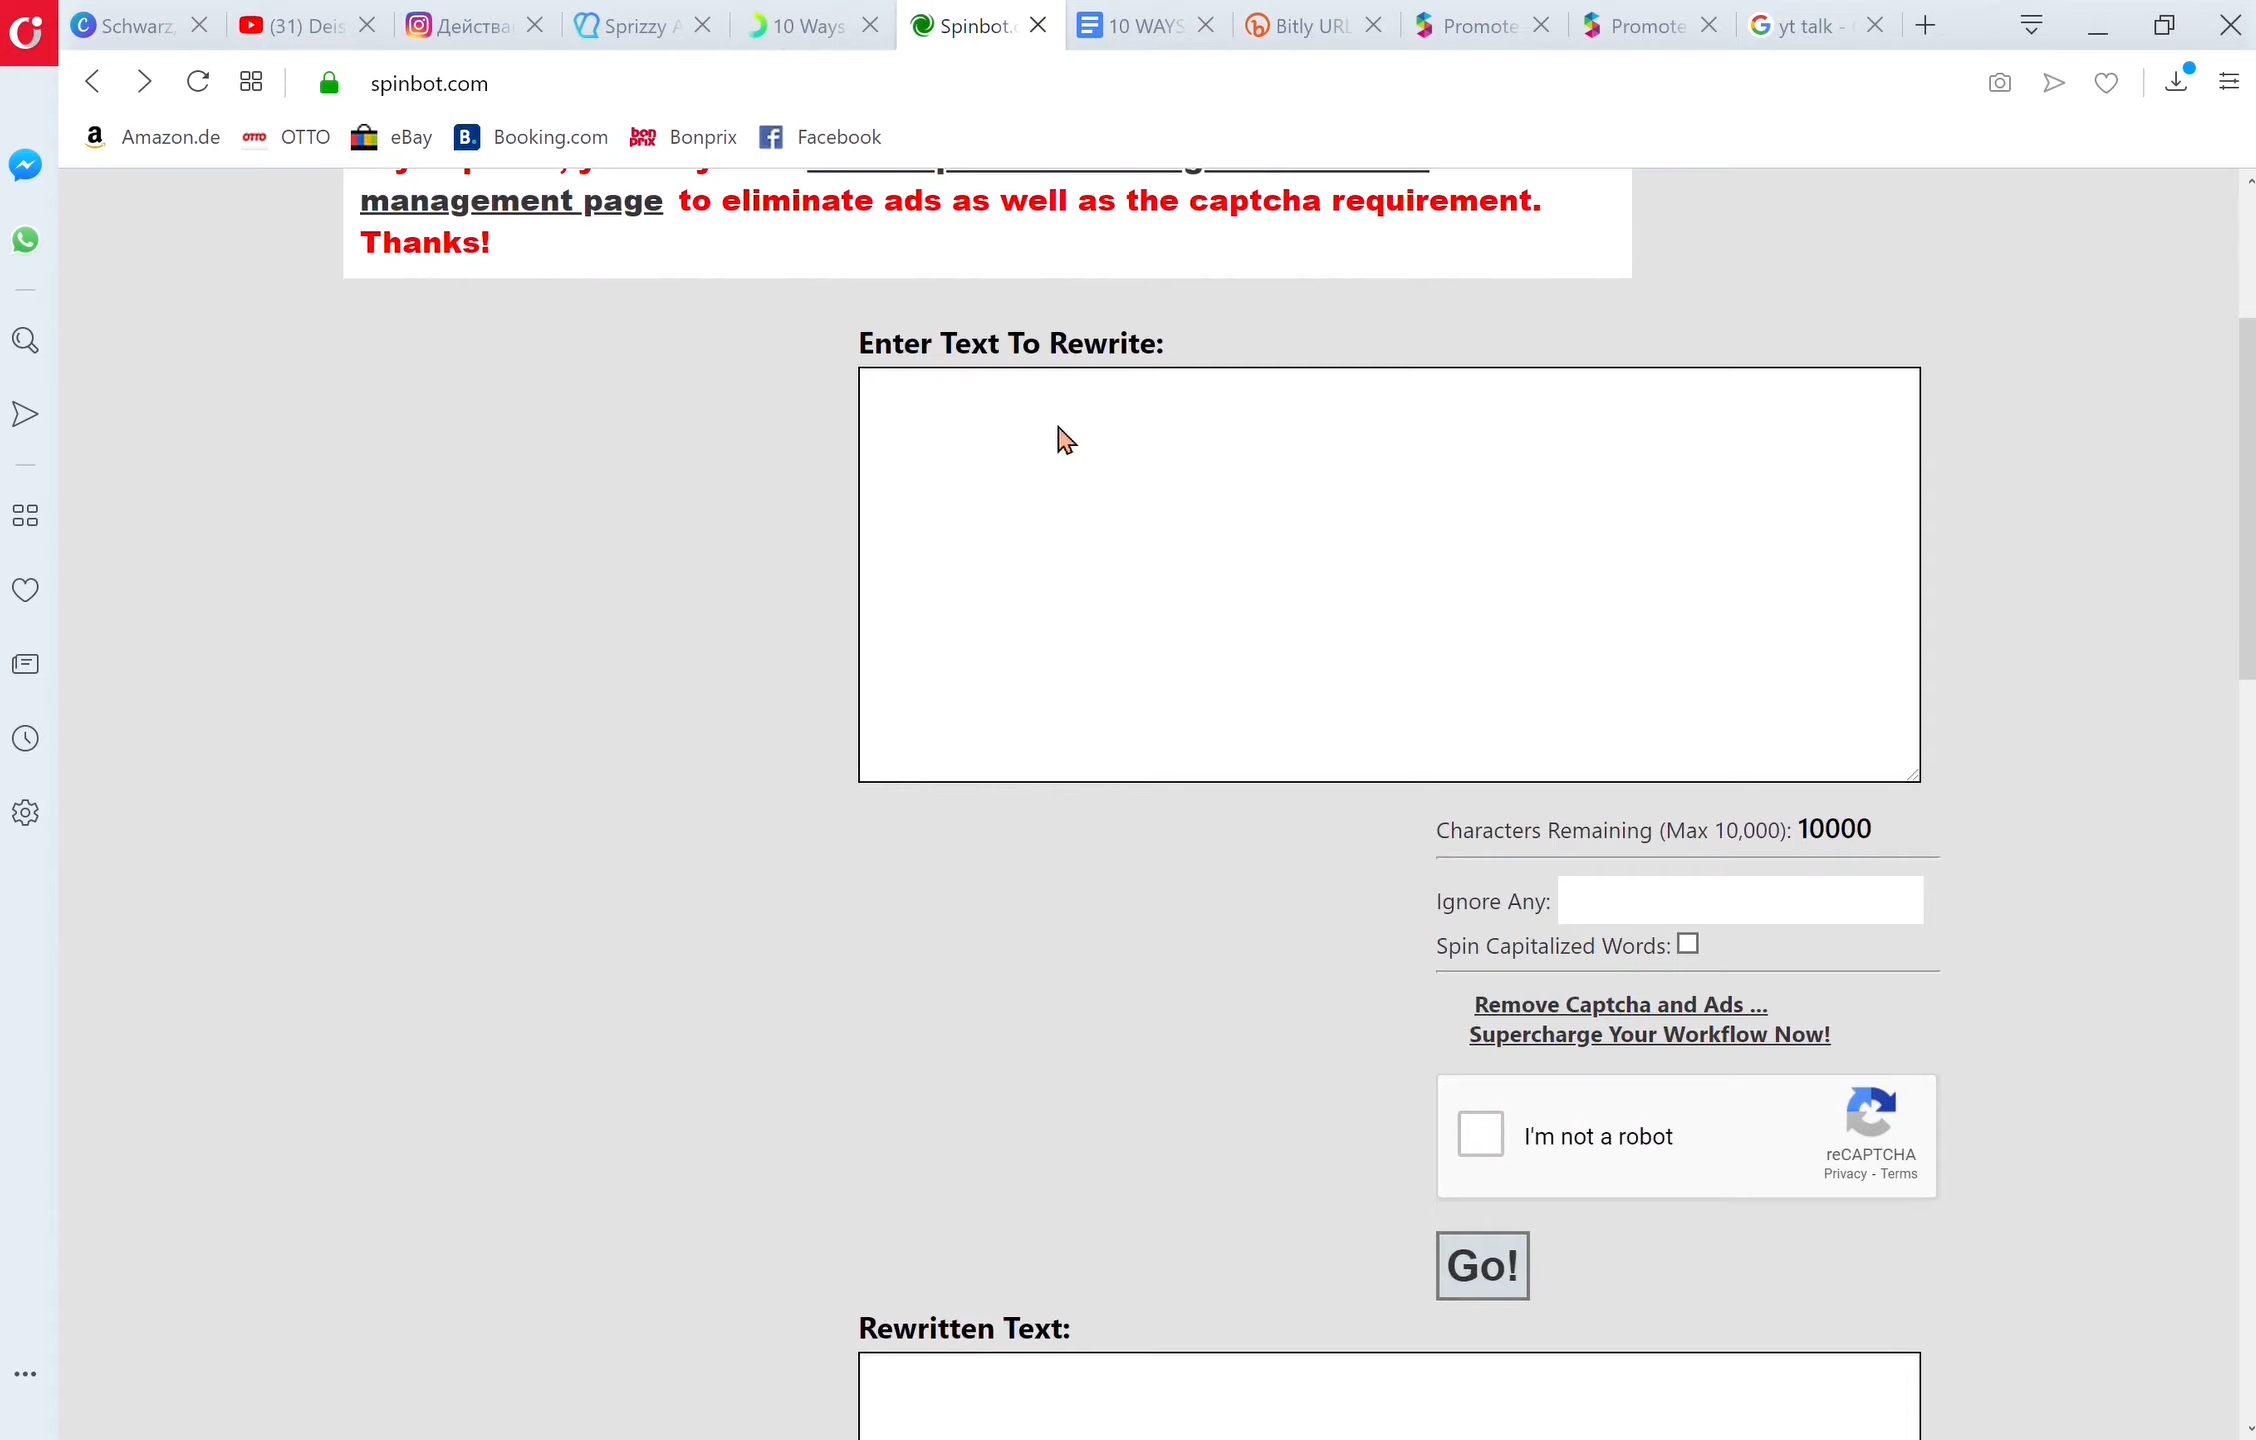 Schwarz,
(31) Deis
Действа
Sprizzy A
10 Ways
Spinbot.
10 WAYS
Bitly URL
Promote
Promote
yt talk -
spinbot.com
Amazon.de
OTTO
eBay
Booking.com
Bonprix
Facebook
management page to eliminate ads as well as the captcha requirement.
Thanks!
Enter Text To Rewrite:
Characters Remaining (Max 10,000): 10000
Ignore Any:
Spin Capitalized Words:
Remove Captcha and Ads ...
Supercharge Your Workflow Now!
I'm not a robot
reCAPTCHA
Privacy - Terms
Go!
Rewritten Text: